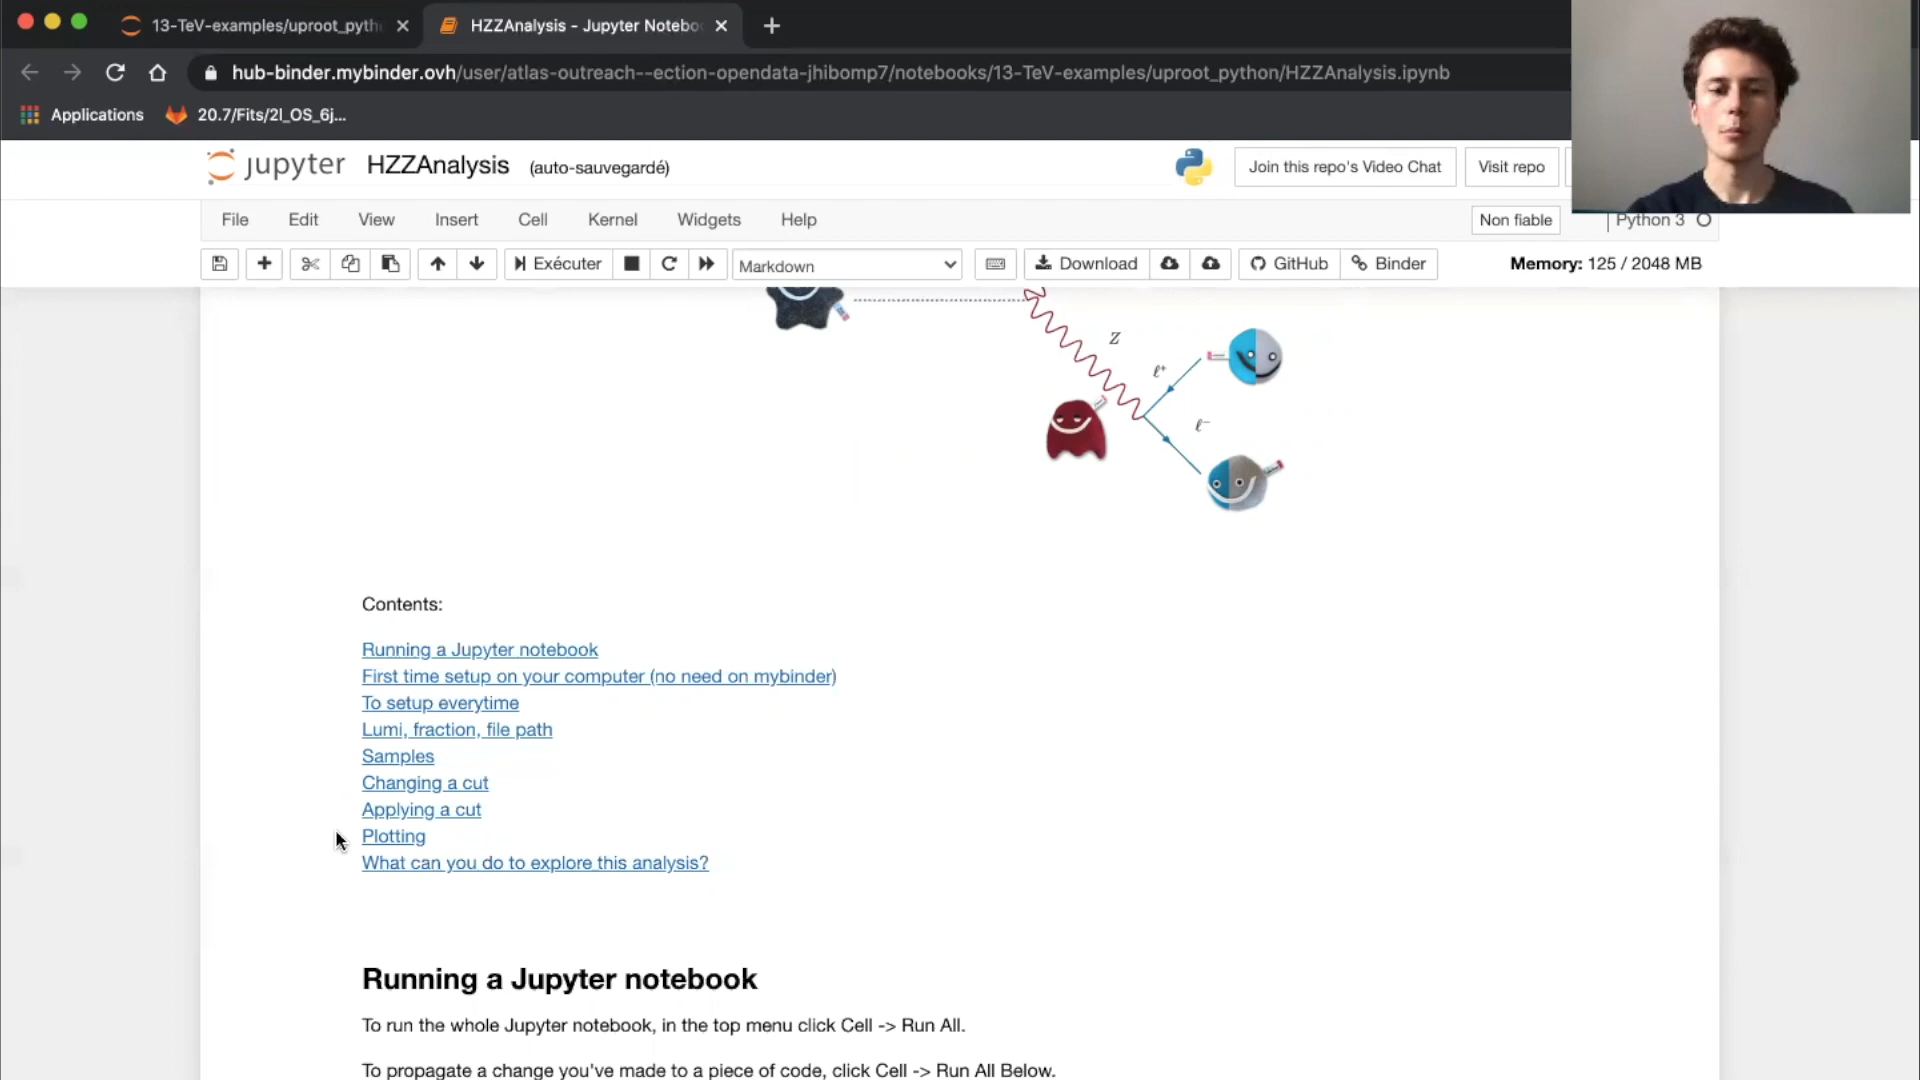 13-TeV-examples/uproot_pyth
HZZAnalysis - Jupyter Notebo
hub-binder.mybinder.ovh/user/atlas-outreach--ection-opendata-jhibomp7/notebooks/13-TeV-examples/uproot_python/HZZAnalysis.ipynb
Applications
20.7/Fits/2l_OS_6j...
jupyter HZZAnalysis (auto-sauvegardé)
Join this repo's Video Chat
Visit repo
File Edit View Insert Cell Kernel Widgets Help
Non fiable
Python 3
Exécuter
Markdown
Download
GitHub
Binder
Memory: 125 / 2048 MB
Z
ℓ+
ℓ−
Contents:
Running a Jupyter notebook
First time setup on your computer (no need on mybinder)
To setup everytime
Lumi, fraction, file path
Samples
Changing a cut
Applying a cut
Plotting
What can you do to explore this analysis?
Running a Jupyter notebook
To run the whole Jupyter notebook, in the top menu click Cell -> Run All.
To propagate a change you've made to a piece of code, click Cell -> Run All Below.